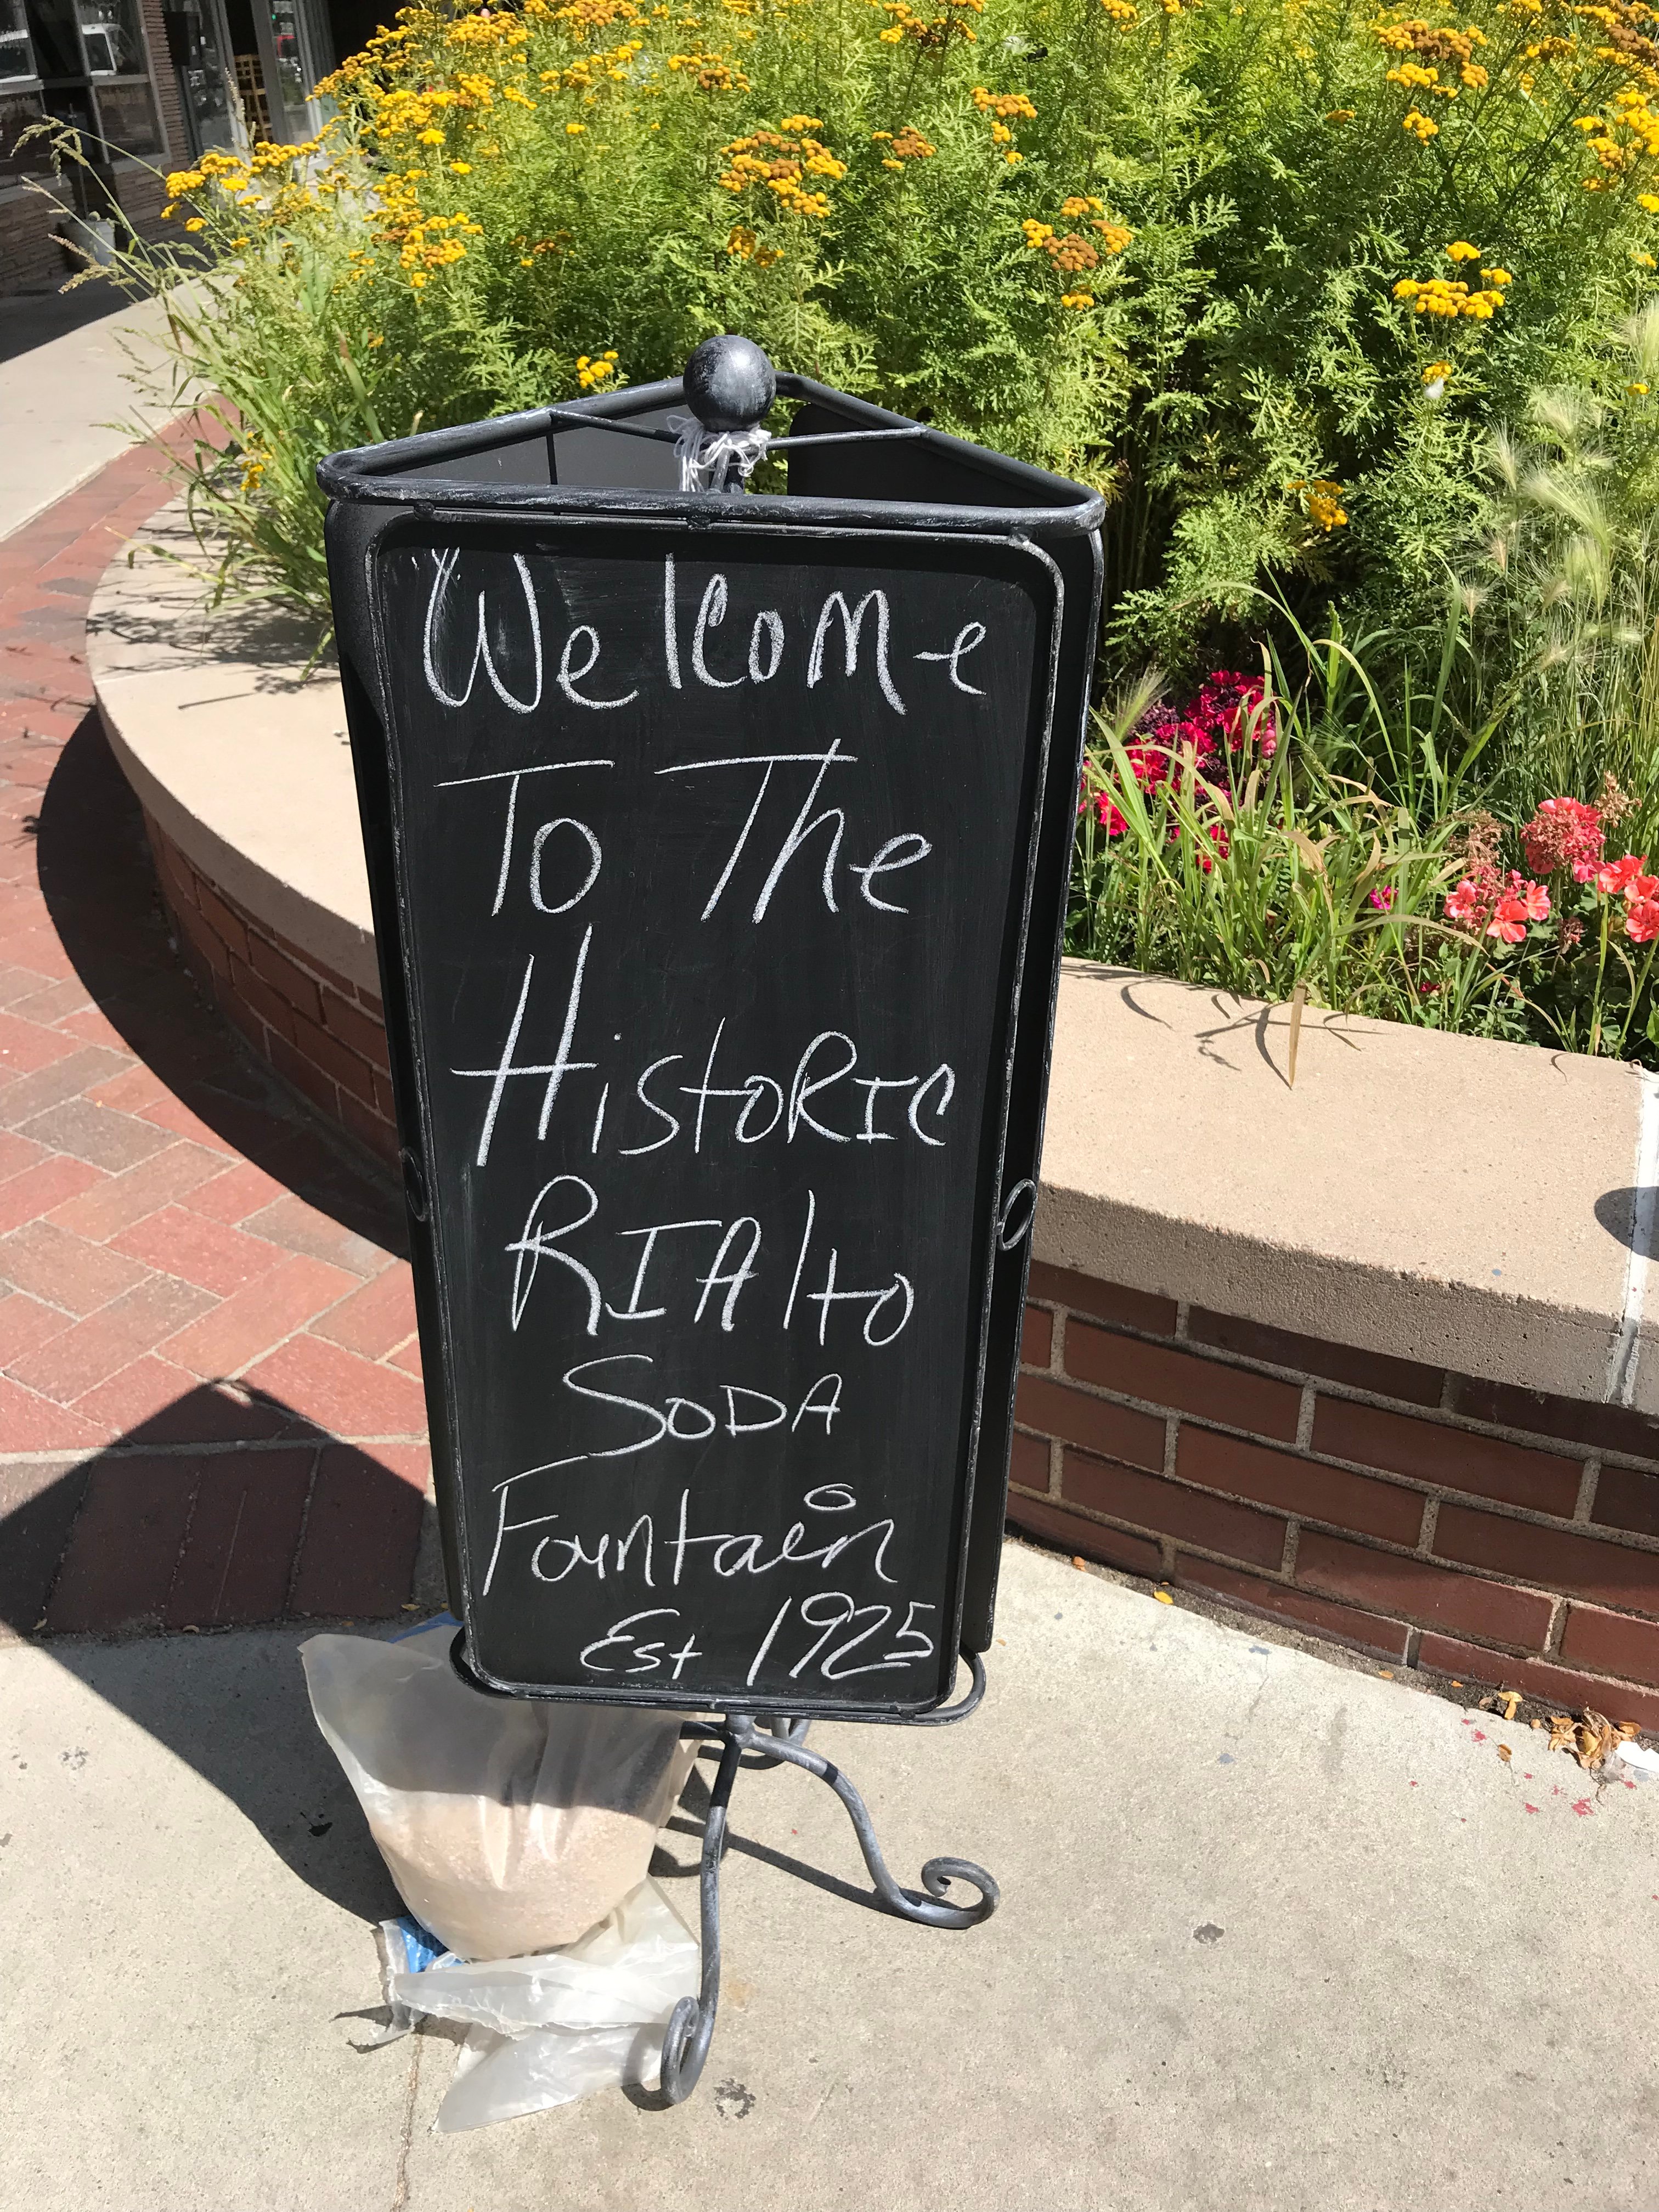 Welcome
To The
HistoRIC
RIAlto
SODA
Fountain
Est 1925